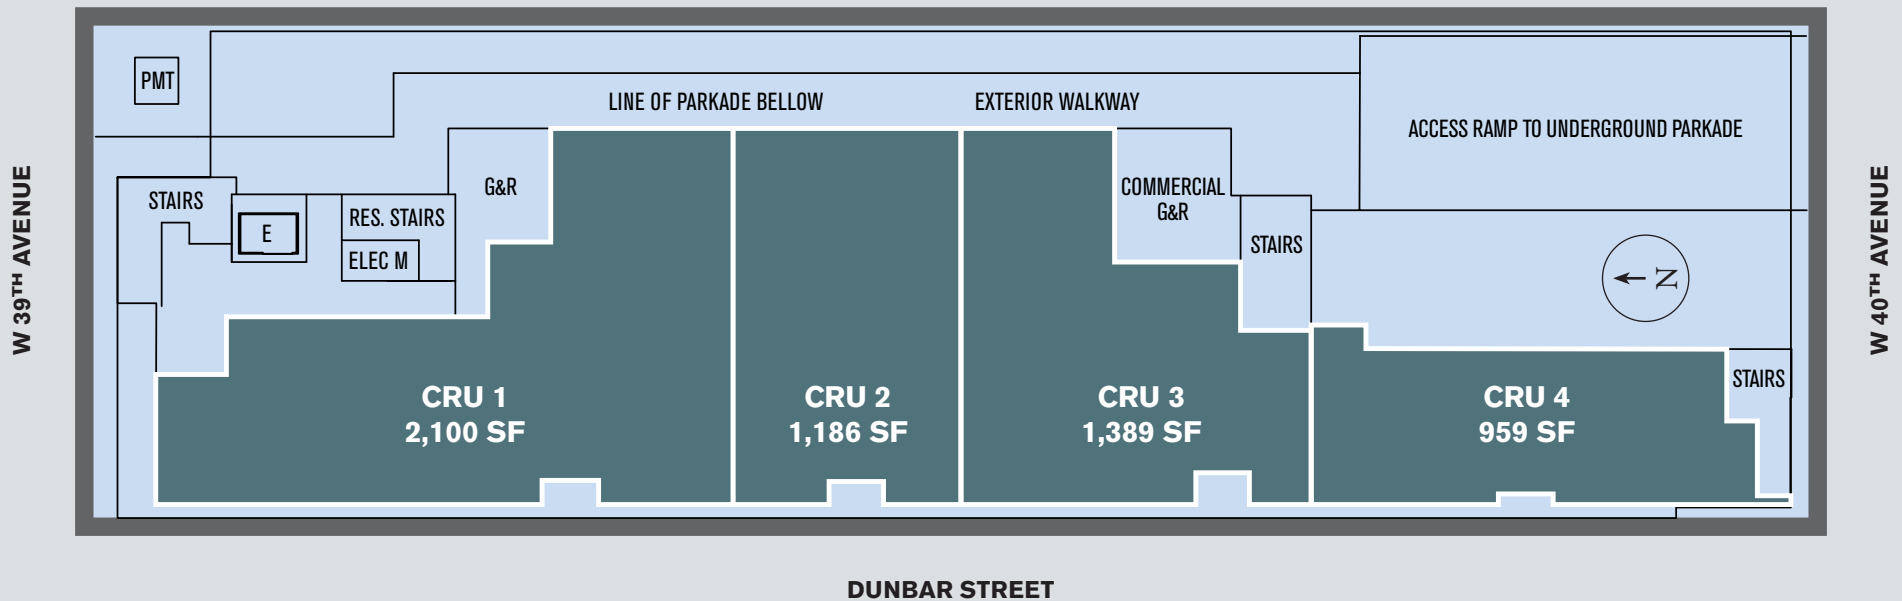 PMT
LINE OF PARKADE BELLOW
EXTERIOR WALKWAY
ACCESS RAMP TO UNDERGROUND PARKADE
W 39TH AVENUE
STAIRS
E
RES. STAIRS
ELEC M
G&R
COMMERCIAL
G&R
STAIRS
N
W 40TH AVENUE
CRU 1
2,100 SF
CRU 2
1,186 SF
CRU 3
1,389 SF
CRU 4
959 SF
STAIRS
DUNBAR STREET